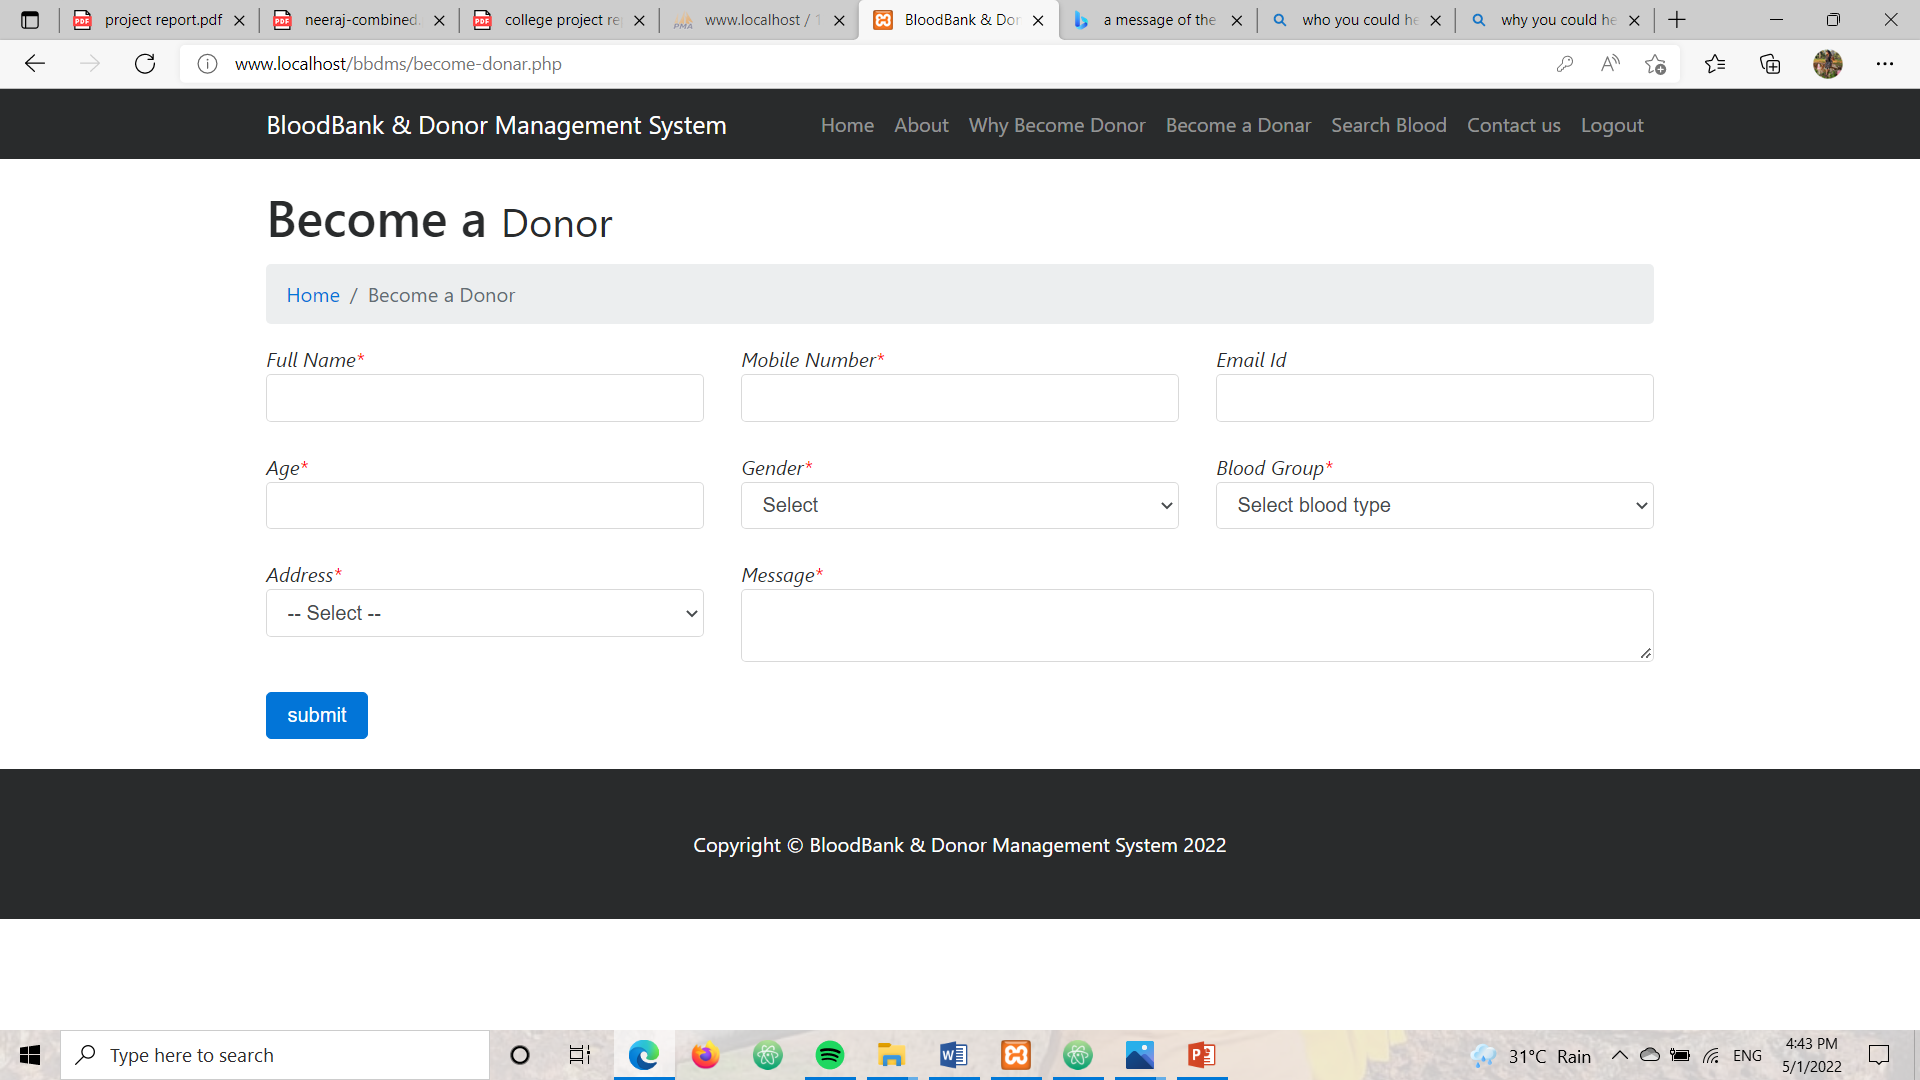 project report.pdf
neeraj-combined.
college project re
www.localhost / 1
BloodBank & Dor
a message of the
who you could he
why you could he
www.localhost/bbdms/become-donar.php
BloodBank & Donor Management System
Home About Why Become Donor Become a Donar Search Blood Contact us Logout
Become a Donor
Home / Become a Donor
Full Name* Mobile Number* Email Id
Age* Gender* Blood Group*
Select Select blood type
Address* Message*
-- Select --
submit
Copyright © BloodBank & Donor Management System 2022
Type here to search
31°C Rain
ENG
4:43 PM
5/1/2022